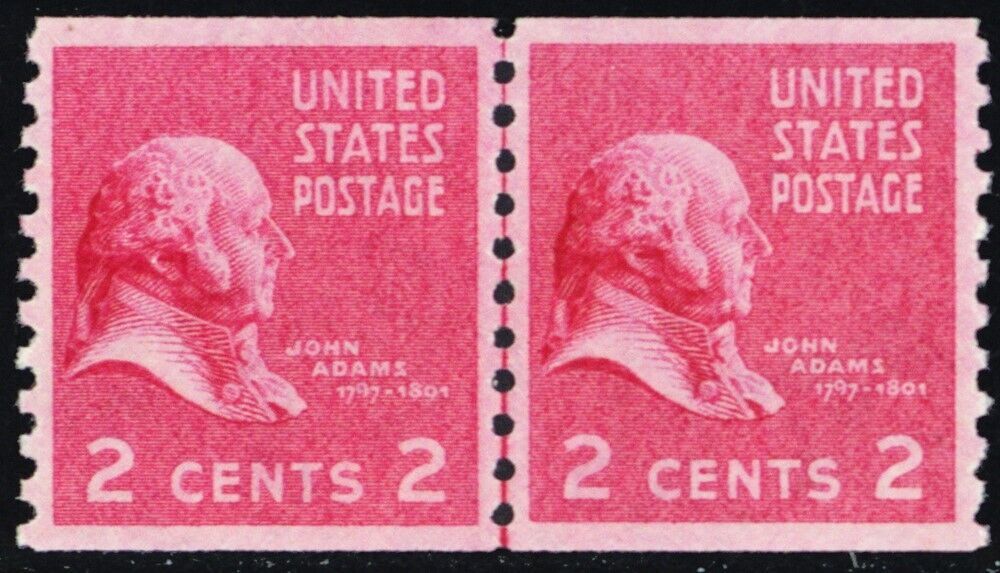 UNITED
STATES
POSTAGE
JOHN
ADAMS
1797-1801
2 CENTS 2
UNITED
STATES
POSTAGE
JOHN
ADAMS
1797-1801
2 CENTS 2